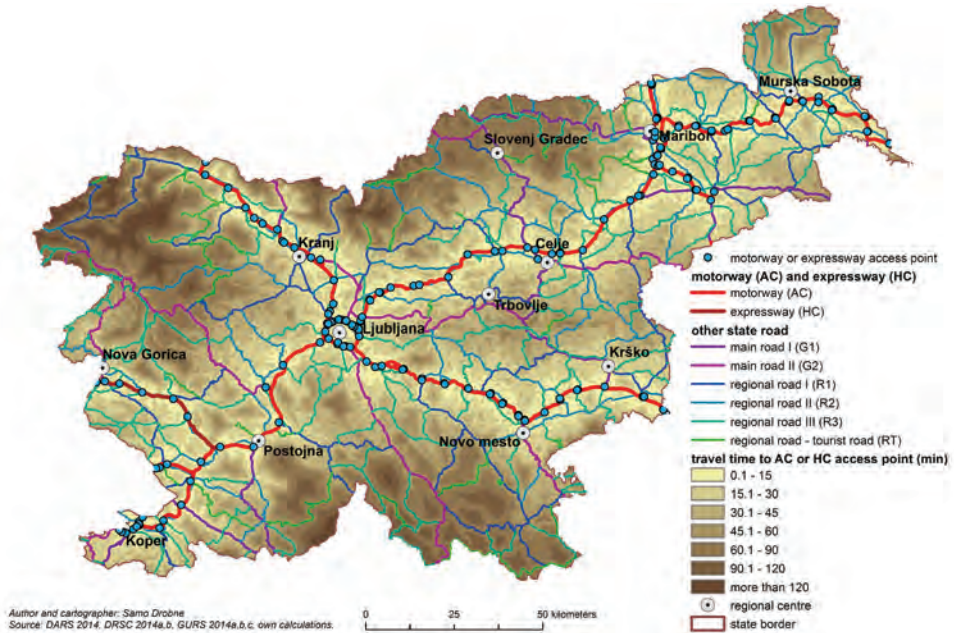 Murska Sobota
Maribor
Slovenj Gradec
Kranj
Celje
Trbovlje
Ljubljana
Krško
Nova Gorica
Novo mesto
Postojna
Koper
motorway or expressway access point
motorway (AC) and expressway (HC)
motorway (AC)
expressway (HC)
other state road
main road I (G1)
main road II (G2)
regional road I (R1)
regional road II (R2)
regional road III (R3)
regional road - tourist road (RT)
travel time to AC or HC access point (min)
0.1 - 15
15.1 - 30
30.1 - 45
45.1 - 60
60.1 - 90
90.1 - 120
more than 120
regional centre
state border
Author and cartographer: Samo Drobne
Source: DARS 2014, DRSC 2014a,b, GURS 2014a,b,c, own calculations.
0 25 50 kilometers